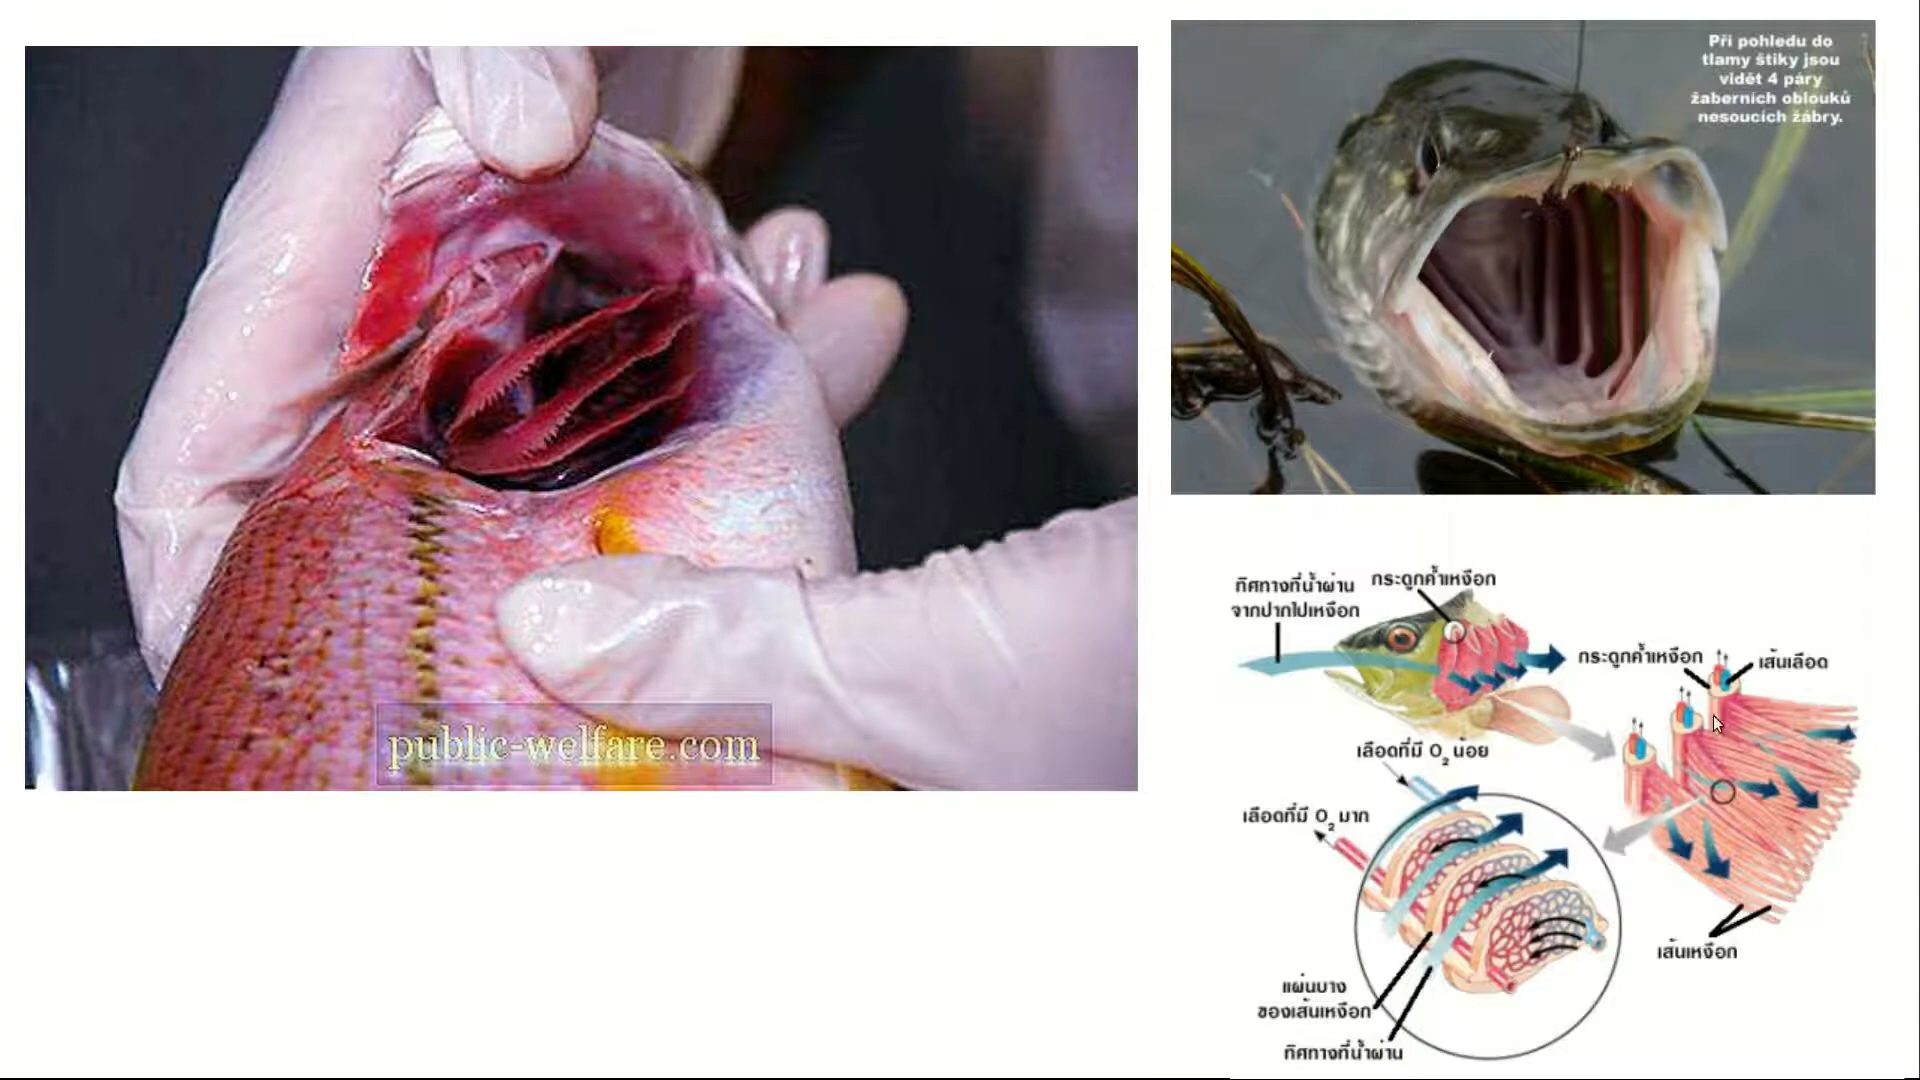 public-welfare.com
Při pohledu do
tlamy štiky jsou
vidět 4 páry
žaberních oblouků
nesoucích žábry.
ทิศทางที่น้ำผ่าน
จากปากไปเหงือก
กระดูกค้ำเหงือก
กระดูกค้ำเหงือก
เส้นเลือด
เลือดที่มี O₂ น้อย
เลือดที่มี O₂ มาก
เส้นเหงือก
แผ่นบาง
ของเส้นเหงือก
ทิศทางที่น้ำผ่าน